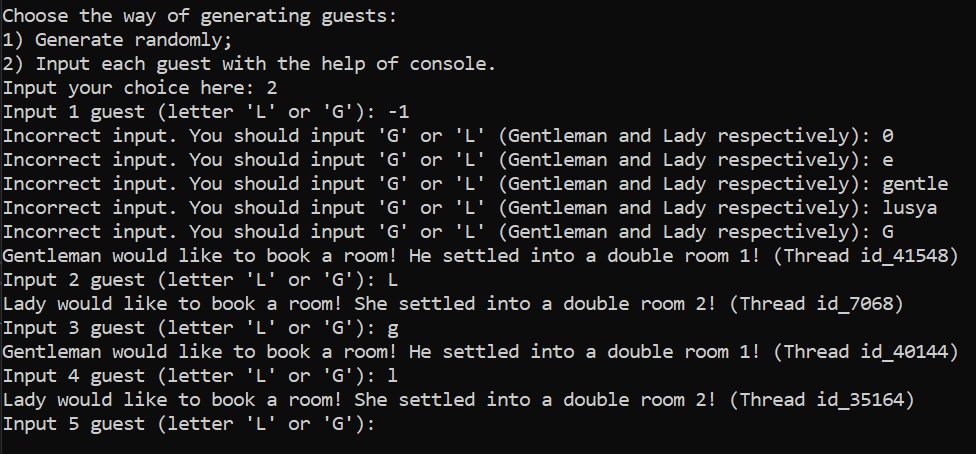 Choose the way of generating guests:
1) Generate randomly;
2) Input each guest with the help of console.
Input your choice here: 2
Input 1 guest (letter 'L' or 'G'): -1
Incorrect input. You should input 'G' or 'L' (Gentleman and Lady respectively): 0
Incorrect input. You should input 'G' or 'L' (Gentleman and Lady respectively): e
Incorrect input. You should input 'G' or 'L' (Gentleman and Lady respectively): gentle
Incorrect input. You should input 'G' or 'L' (Gentleman and Lady respectively): lusya
Incorrect input. You should input 'G' or 'L' (Gentleman and Lady respectively): G
Gentleman would like to book a room! He settled into a double room 1! (Thread id_41548)
Input 2 guest (letter 'L' or 'G'): L
Lady would like to book a room! She settled into a double room 2! (Thread id_7068)
Input 3 guest (letter 'L' or 'G'): g
Gentleman would like to book a room! He settled into a double room 1! (Thread id_40144)
Input 4 guest (letter 'L' or 'G'): l
Lady would like to book a room! She settled into a double room 2! (Thread id_35164)
Input 5 guest (letter 'L' or 'G'):